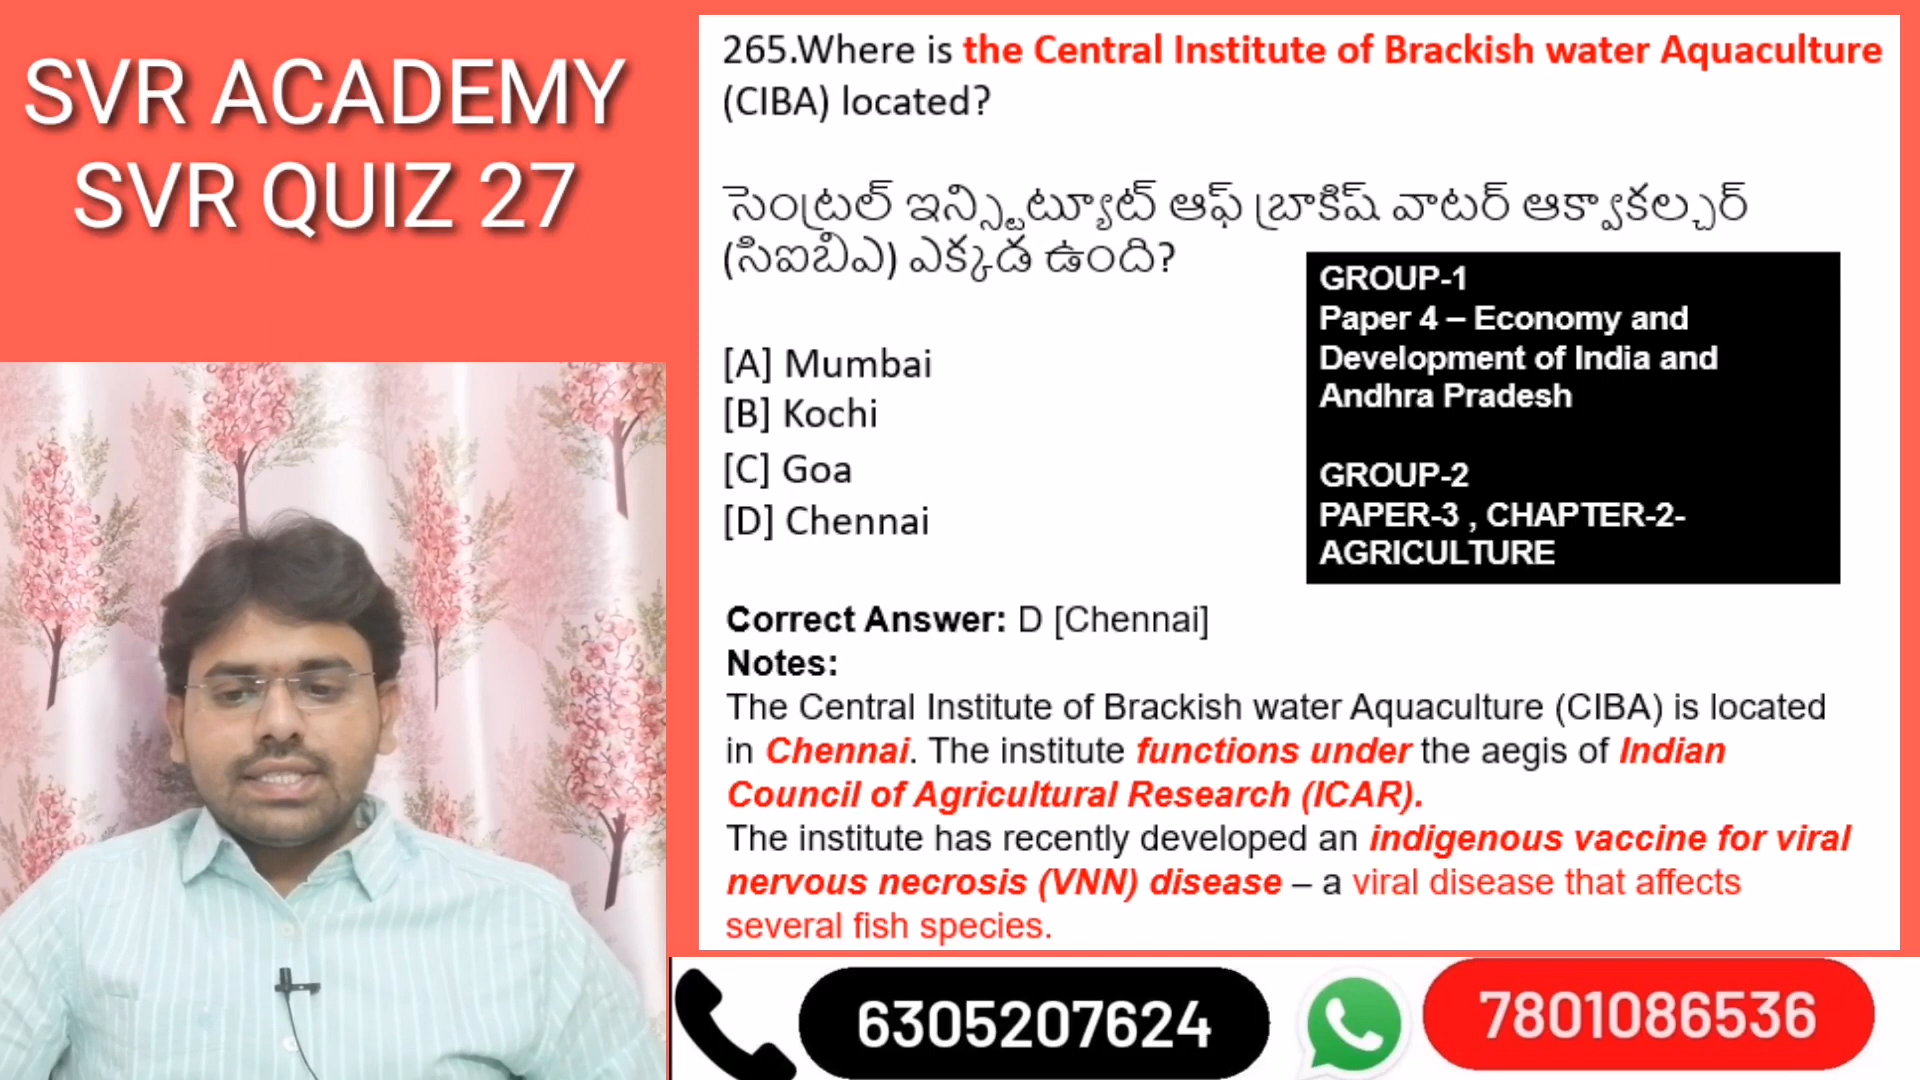 SVR ACADEMY
SVR QUIZ 27
265.Where is the Central Institute of Brackish water Aquaculture
(CIBA) located?
సెంట్రల్ ఇన్స్టిట్యూట్ ఆఫ్ బ్రాకిష్ వాటర్ ఆక్వాకల్చర్
(సిఐబిఎ) ఎక్కడ ఉంది?
[A] Mumbai
[B] Kochi
[C] Goa
[D] Chennai
GROUP-1
Paper 4 – Economy and
Development of India and
Andhra Pradesh
GROUP-2
PAPER-3 , CHAPTER-2-
AGRICULTURE
Correct Answer: D [Chennai]
Notes:
The Central Institute of Brackish water Aquaculture (CIBA) is located
in Chennai. The institute functions under the aegis of Indian
Council of Agricultural Research (ICAR).
The institute has recently developed an indigenous vaccine for viral
nervous necrosis (VNN) disease – a viral disease that affects
several fish species.
6305207624
7801086536